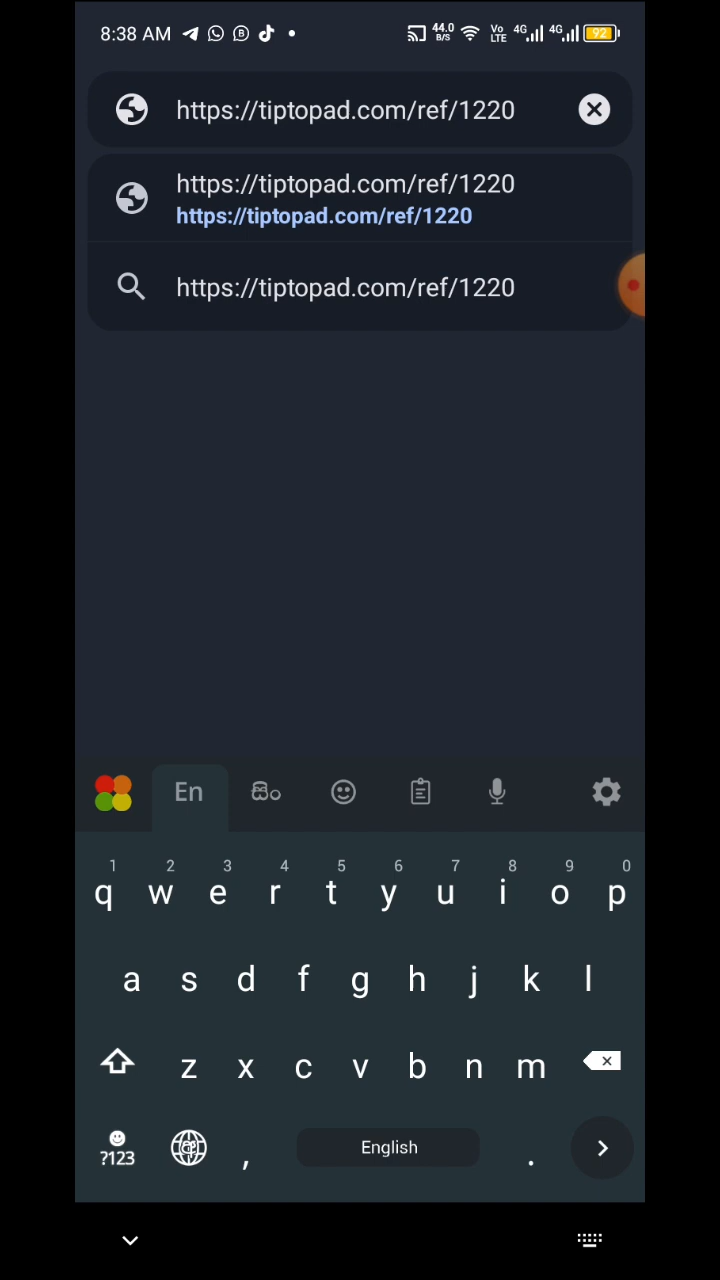 8:38 AM
44.0
B/S
Vo
LTE
4G
4G
92
https://tiptopad.com/ref/1220
https://tiptopad.com/ref/1220
https://tiptopad.com/ref/1220
https://tiptopad.com/ref/1220
En
සිං
1 2 3 4 5 6 7 8 9 0
q w e r t y u i o p
a s d f g h j k l
z x c v b n m
?123 , English .